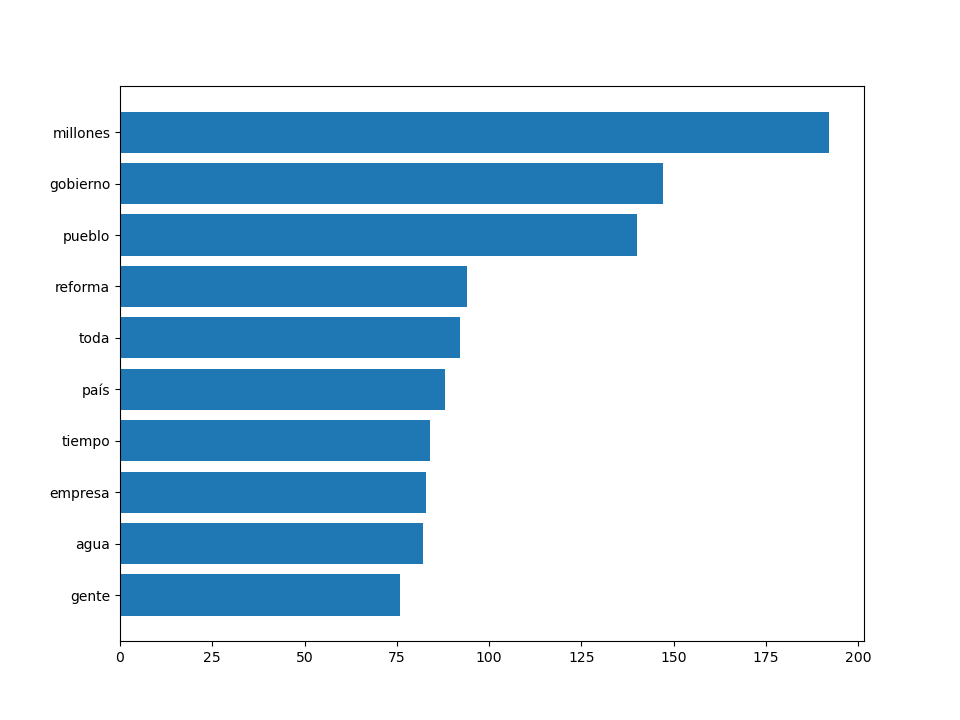 millones
gobierno
pueblo
reforma
toda
país
tiempo
empresa
agua
gente
0 25 50 75 100 125 150 175 200